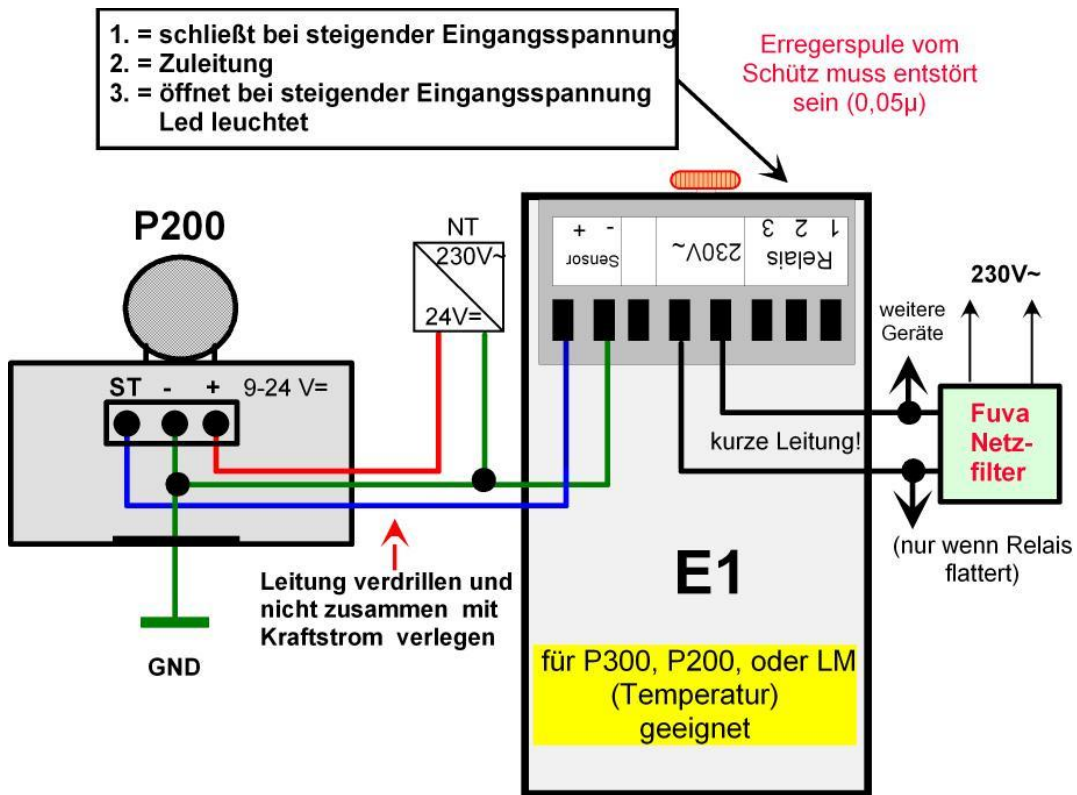 1. = schließt bei steigender Eingangsspannung
2. = Zuleitung
3. = öffnet bei steigender Eingangsspannung
Led leuchtet
Erregerspule vom
Schütz muss entstört
sein (0,05µ)
P200
NT
230V~
24V=
ST - + 9-24 V=
+ -
Sensor
230V~
3 2 1
Relais
230V~
weitere
Geräte
kurze Leitung!
Fuva
Netz-
filter
(nur wenn Relais
flattert)
Leitung verdrillen und
nicht zusammen mit
Kraftstrom verlegen
GND
E1
für P300, P200, oder LM
(Temperatur)
geeignet